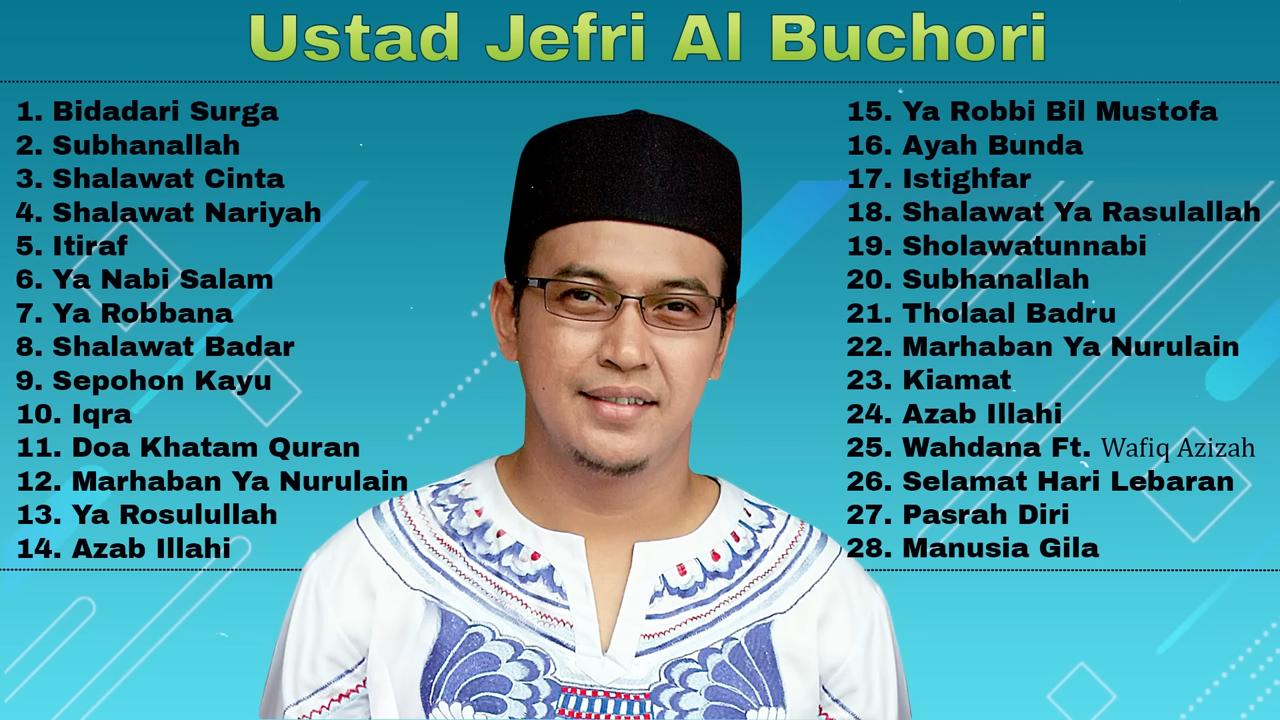 Ustad Jefri Al Buchori
1. Bidadari Surga
2. Subhanallah
3. Shalawat Cinta
4. Shalawat Nariyah
5. Itiraf
6. Ya Nabi Salam
7. Ya Robbana
8. Shalawat Badar
9. Sepohon Kayu
10. Iqra
11. Doa Khatam Quran
12. Marhaban Ya Nurulain
13. Ya Rosulullah
14. Azab Illahi
15. Ya Robbi Bil Mustofa
16. Ayah Bunda
17. Istighfar
18. Shalawat Ya Rasulallah
19. Sholawatunnabi
20. Subhanallah
21. Tholaal Badru
22. Marhaban Ya Nurulain
23. Kiamat
24. Azab Illahi
25. Wahdana Ft. Wafiq Azizah
26. Selamat Hari Lebaran
27. Pasrah Diri
28. Manusia Gila